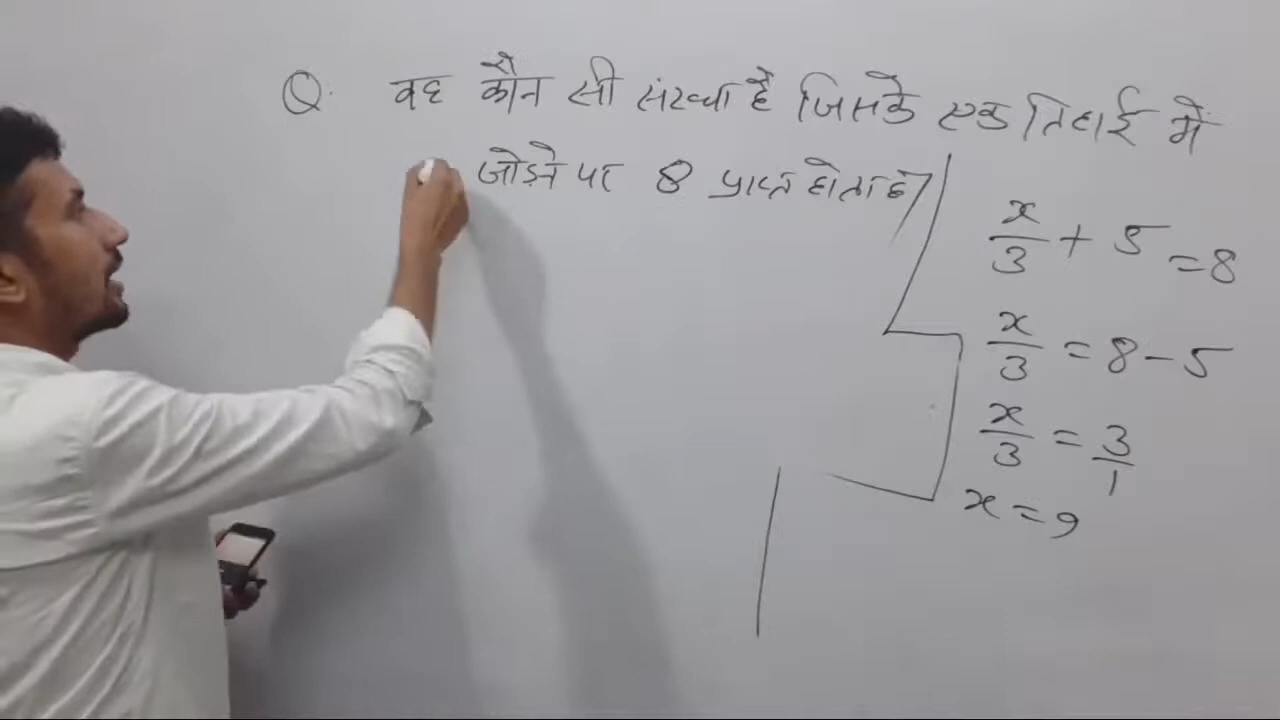 Q. वह कौन सी संख्या है जिसके एक तिहाई में
जोड़ने पर 8 प्राप्त होता है
x/3 + 5 = 8
x/3 = 8 - 5
x/3 = 3/1
x = 9